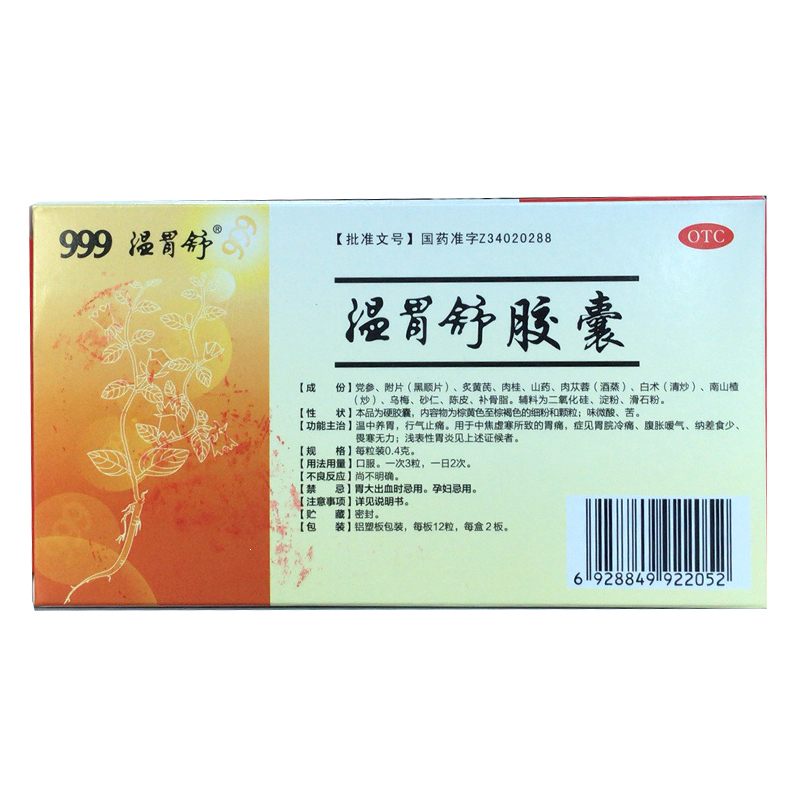 999 温胃舒®
999
【批准文号】国药准字Z34020288
OTC
温胃舒胶囊
【成 份】党参、附片（黑顺片）、炙黄芪、肉桂、山药、肉苁蓉（酒蒸）、白术（清炒）、南山楂
（炒）、乌梅、砂仁、陈皮、补骨脂。辅料为二氧化硅、淀粉、滑石粉。
【性 状】本品为硬胶囊，内容物为棕黄色至棕褐色的细粉和颗粒；味微酸、苦。
【功能主治】温中养胃，行气止痛。用于中焦虚寒所致的胃痛，症见胃脘冷痛、腹胀嗳气、纳差食少、
畏寒无力；浅表性胃炎见上述证候者。
【规 格】每粒装0.4克。
【用法用量】口服。一次3粒，一日2次。
【不良反应】尚不明确。
【禁 忌】胃大出血时忌用。孕妇忌用。
【注意事项】详见说明书。
【贮 藏】密封。
【包 装】铝塑板包装，每板12粒，每盒2板。
6 928849 922052